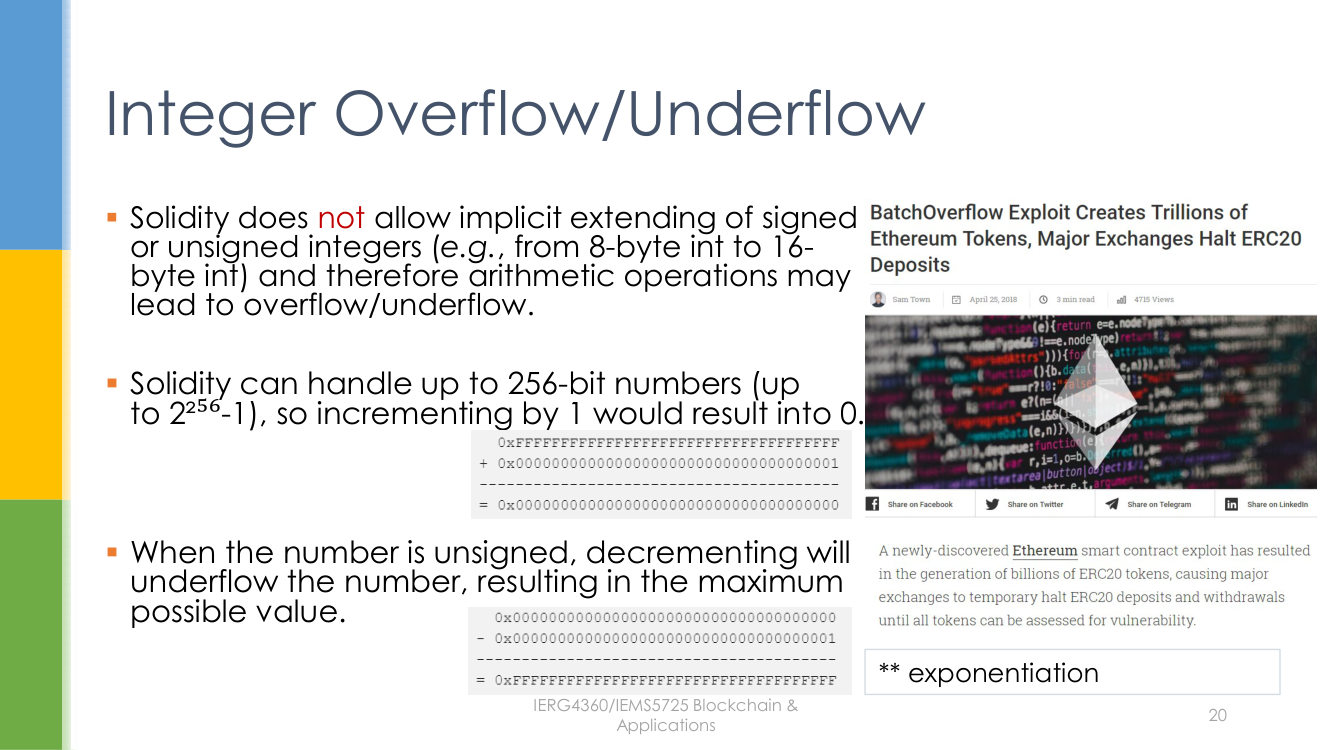 Integer Overflow/Underflow
Solidity does not allow implicit extending of signed
or unsigned integers (e.g., from 8-byte int to 16-
byte int) and therefore arithmetic operations may
lead to overflow/underflow.
Solidity can handle up to 256-bit numbers (up
to 2²⁵⁶-1), so incrementing by 1 would result into 0.
0xFFFFFFFFFFFFFFFFFFFFFFFFFFFFFFFFFFFF
+ 0x000000000000000000000000000000000001
----------------------------------------
= 0x000000000000000000000000000000000000
When the number is unsigned, decrementing will
underflow the number, resulting in the maximum
possible value.
0x000000000000000000000000000000000000
- 0x000000000000000000000000000000000001
----------------------------------------
= 0xFFFFFFFFFFFFFFFFFFFFFFFFFFFFFFFFFFFF
BatchOverflow Exploit Creates Trillions of
Ethereum Tokens, Major Exchanges Halt ERC20
Deposits
Sam Town April 25, 2018 3 min read 4715 Views
Share on Facebook Share on Twitter Share on Telegram Share on LinkedIn
A newly-discovered Ethereum smart contract exploit has resulted
in the generation of billions of ERC20 tokens, causing major
exchanges to temporary halt ERC20 deposits and withdrawals
until all tokens can be assessed for vulnerability.
** exponentiation
IERG4360/IEMS5725 Blockchain &
Applications
20